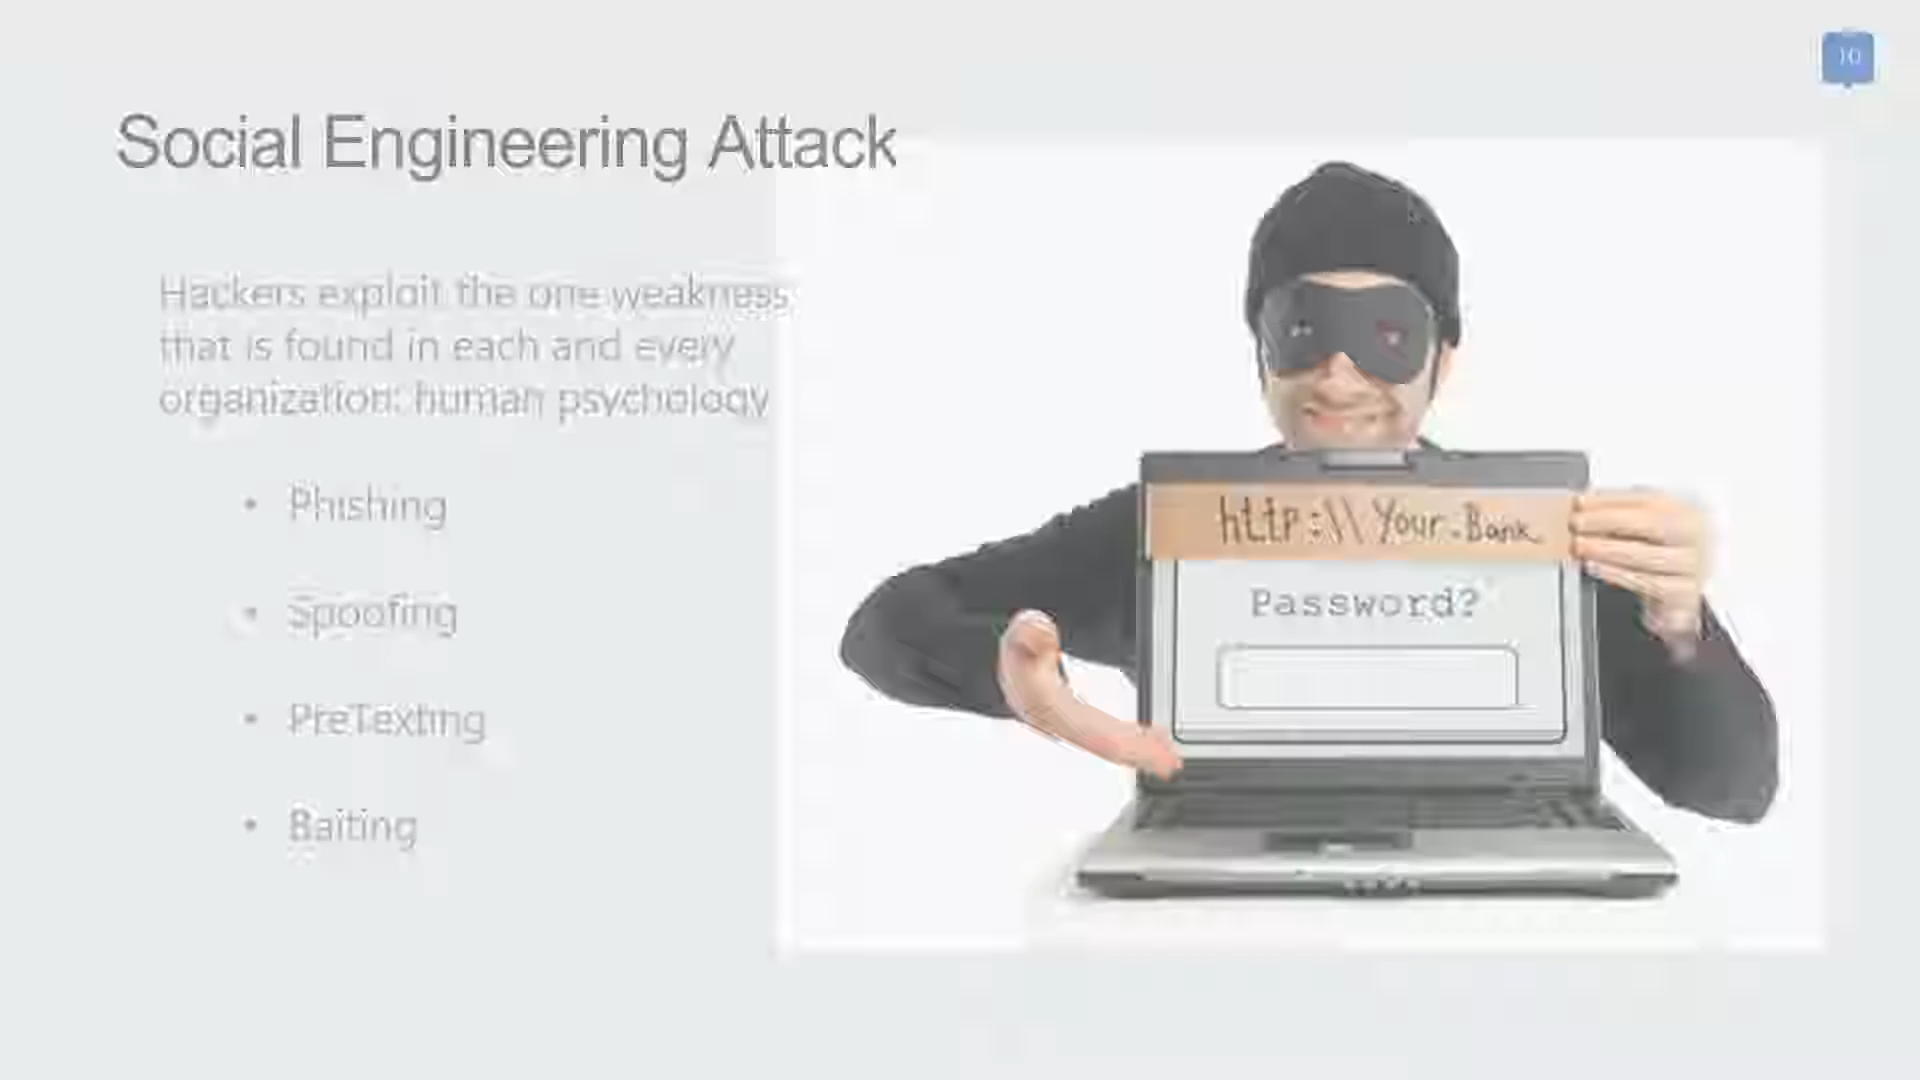 10
Social Engineering Attack
Hackers exploit the one weakness
that is found in each and every
organization: human psychology
• Phishing
• Spoofing
• PreTexting
• Baiting
http:\\Your.Bank
Password?